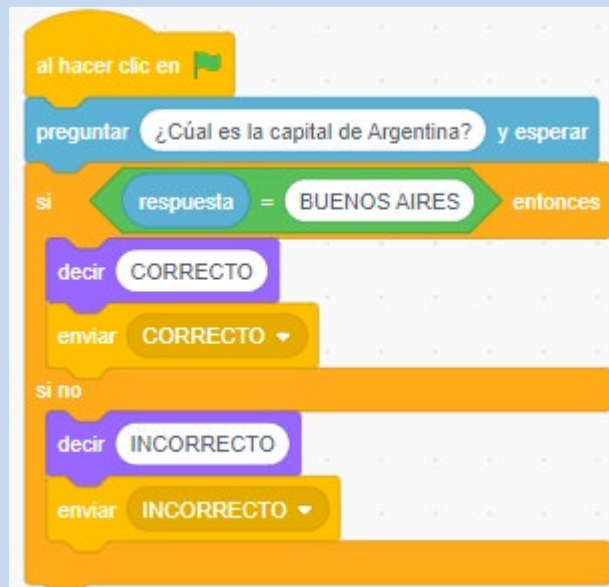 al hacer clic en
preguntar ¿Cúal es la capital de Argentina? y esperar
si respuesta = BUENOS AIRES entonces
decir CORRECTO
enviar CORRECTO
si no
decir INCORRECTO
enviar INCORRECTO